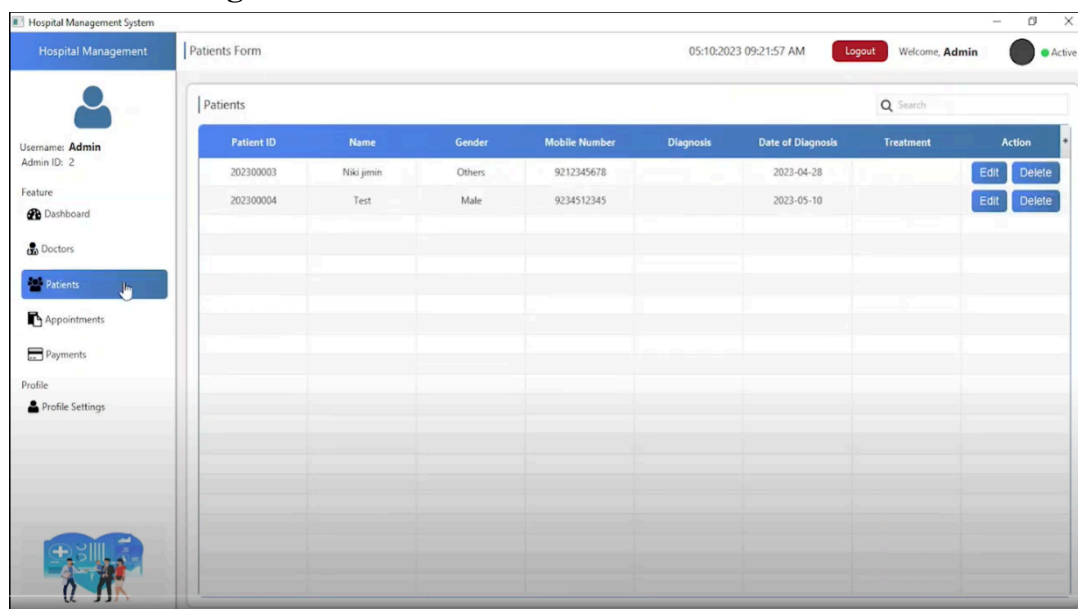 Hospital Management System
Hospital Management
Patients Form
05:10:2023 09:21:57 AM
Logout
Welcome, Admin
Active
Username: Admin
Admin ID: 2
Feature
Dashboard
Doctors
Patients
Appointments
Payments
Profile
Profile Settings
Patients
Search
Patient ID Name Gender Mobile Number Diagnosis Date of Diagnosis Treatment Action +
202300003 Niki jimin Others 9212345678 2023-04-28 Edit Delete
202300004 Test Male 9234512345 2023-05-10 Edit Delete